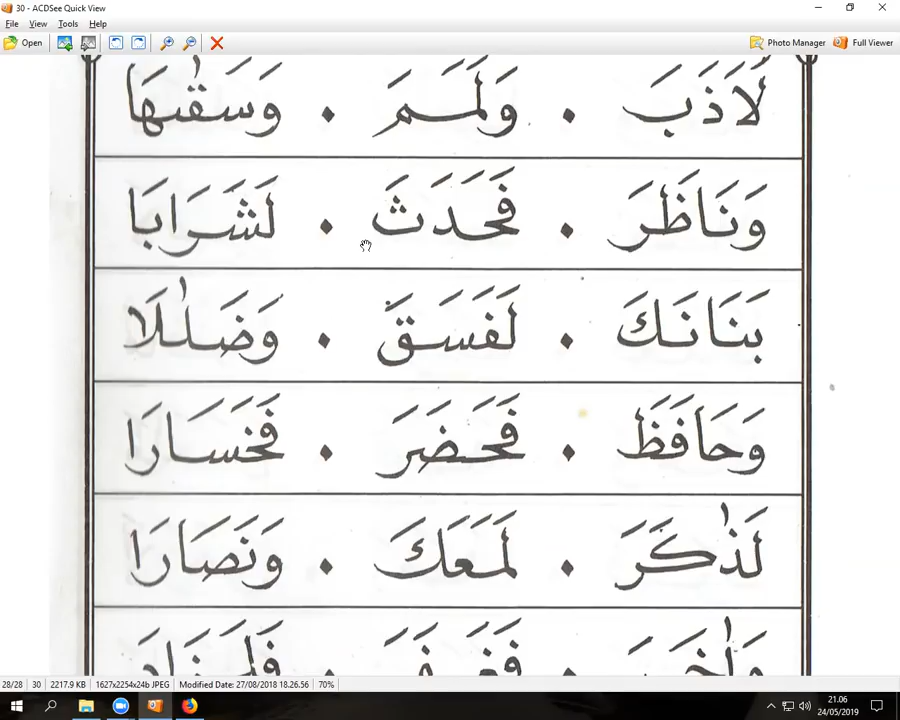 30 - ACDSee Quick View
File View Tools Help
Open Photo Manager Full Viewer
لَاذَبَ • وَلَمَـمَ • وَسَقٰىهَا
وَنَاظَرَ • فَحَدَثَ • لَشَرَابَا
بَنَانَكَ • لَفَسَقَ • وَضَلٰلَا
وَحَافَظَ • فَحَضَرَ • فَخَسَارَا
لَذٰكَرَ • لَمَعَكَ • وَنَصَارَا
28/28 30 2217.9 KB 1627x2254x24b JPEG Modified Date: 27/08/2018 18.26.56 70%
21.06
24/05/2019